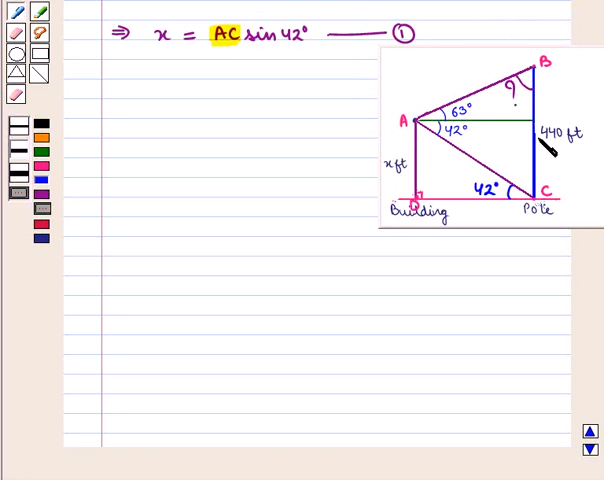 ⇒ x = AC sin 42° ——— ①
B
?
63°
A
42°
440 ft
x ft
42°
C
D
Building
Pole